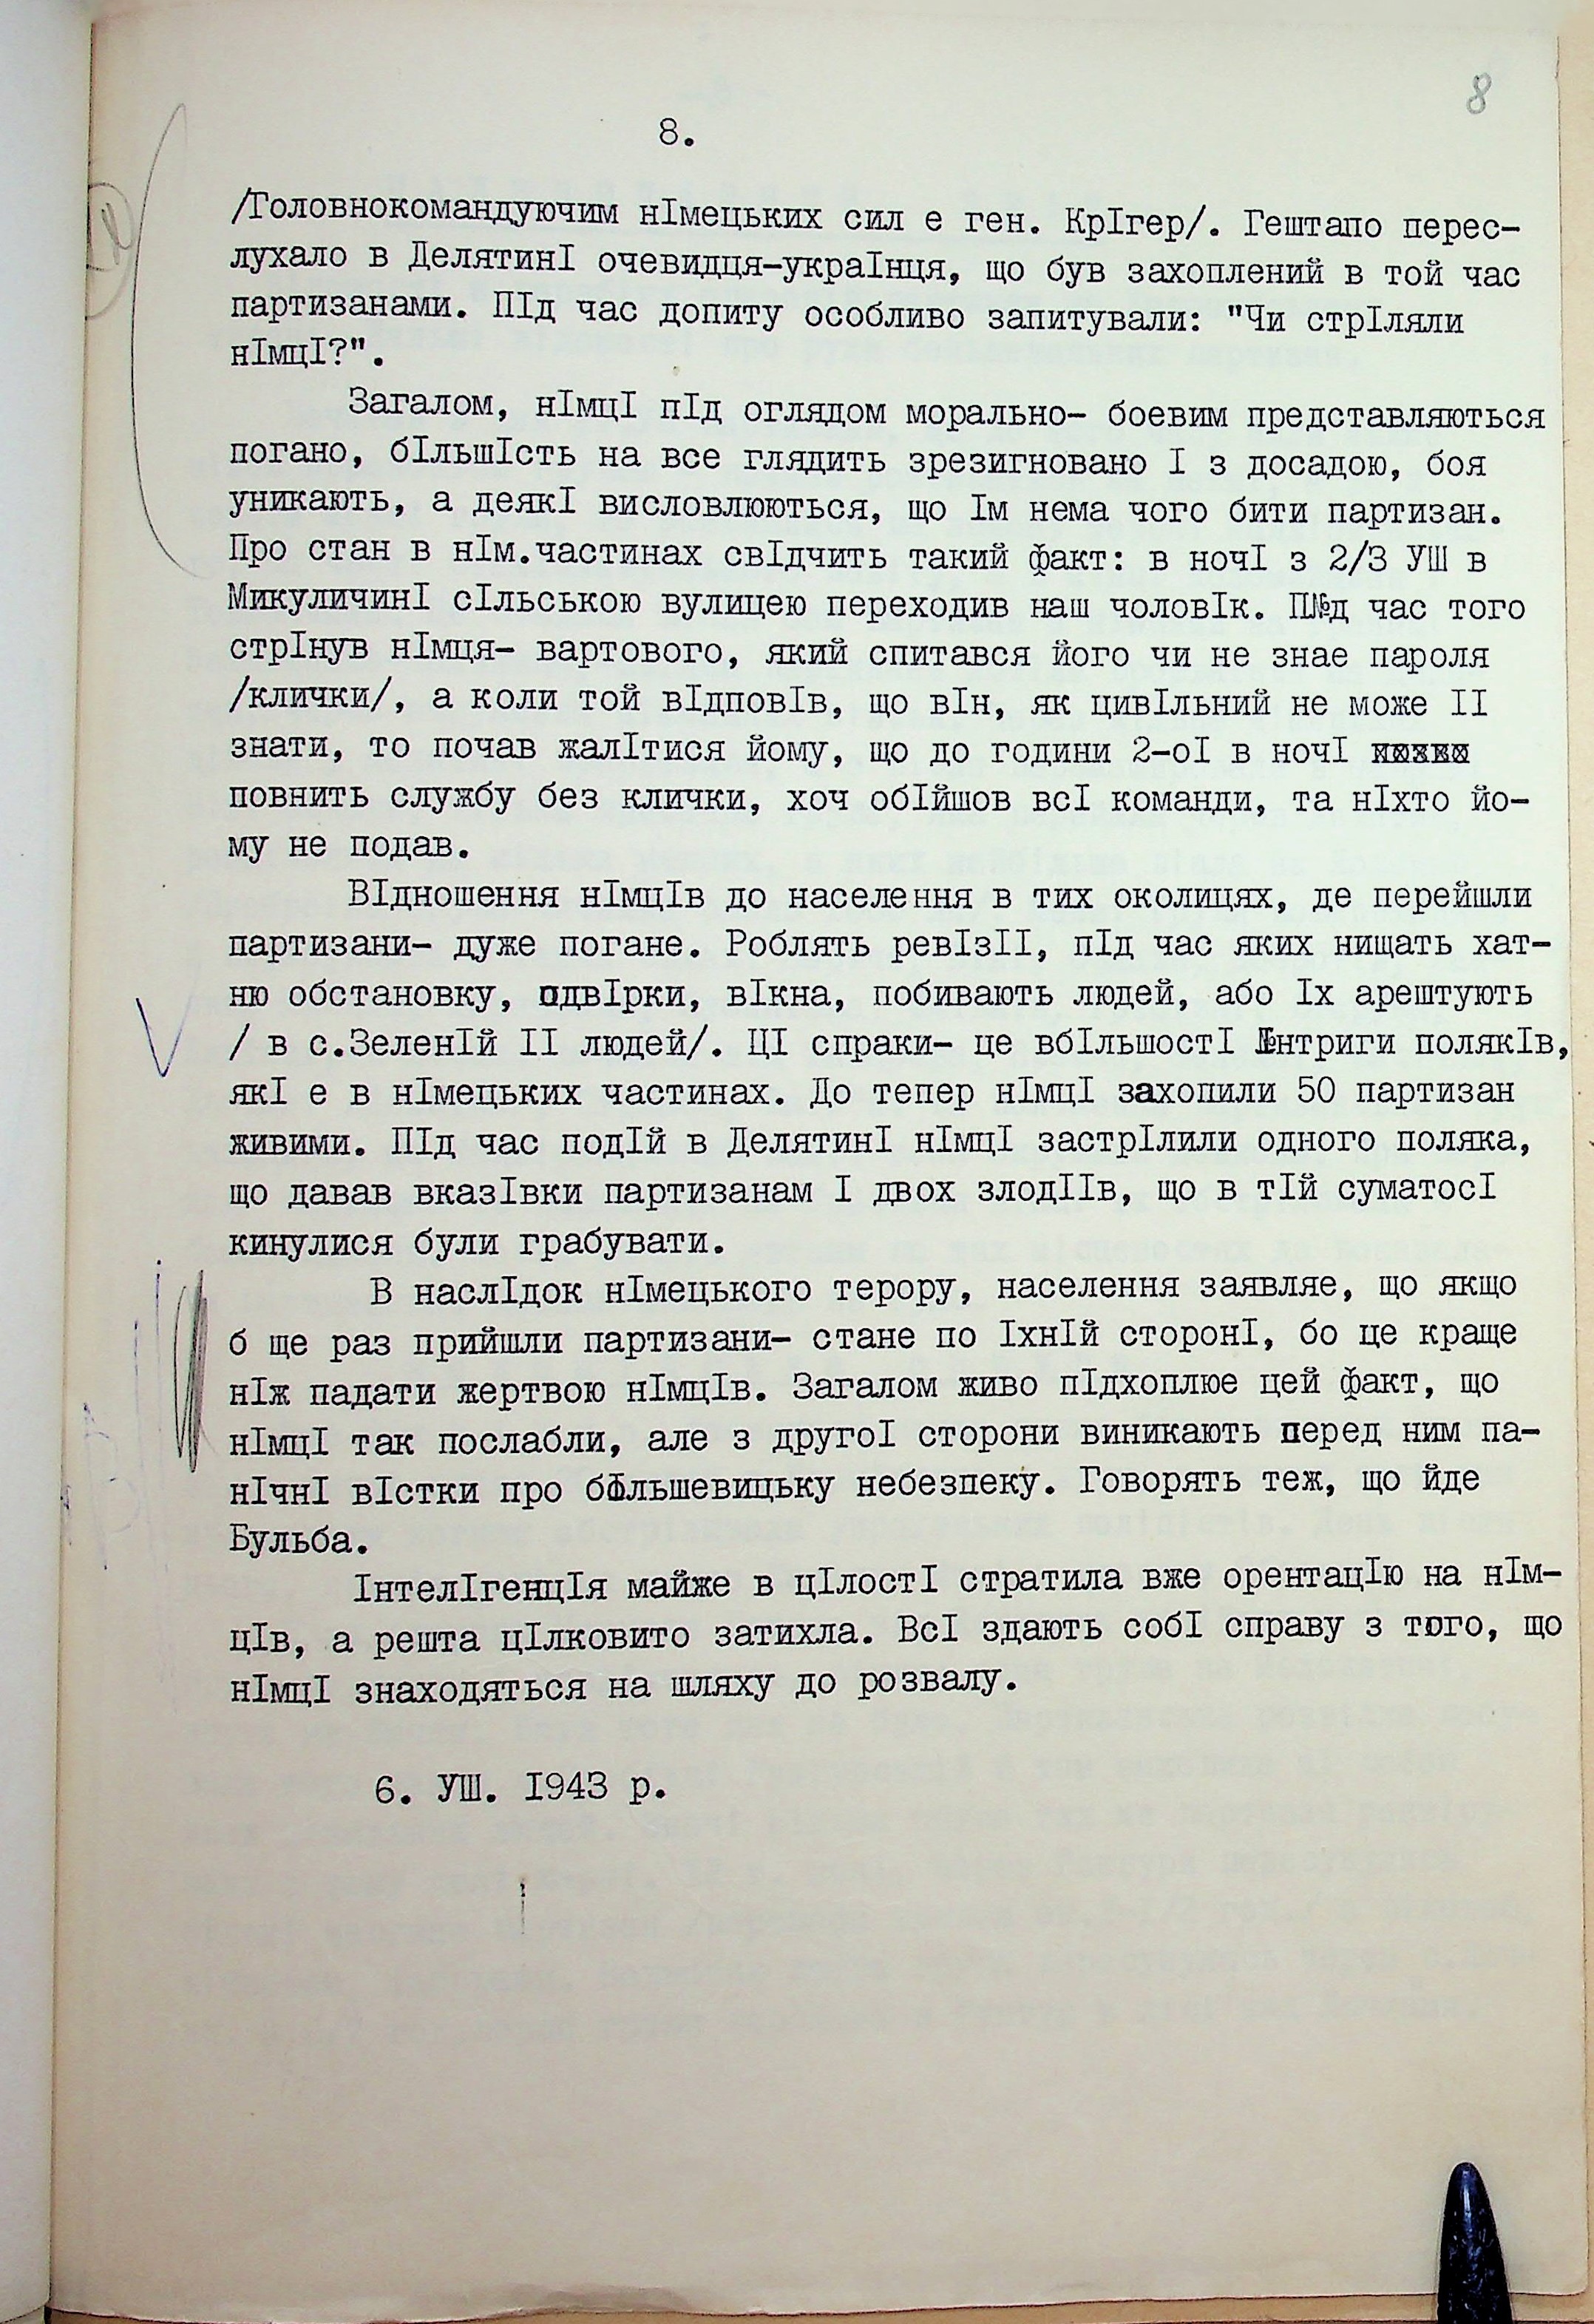 8
8.
/Головнокомандуючим нІмецьких сил е ген. КрІгер/. Гештапо перес-
лухало в ДелятинІ очевидця-украІнця, що був захоплений в той час
партизанами. ПІд час допиту особливо запитували: "Чи стрІляли
нІмцІ?".
Загалом, нІмцІ пІд оглядом морально- боевим представляються
погано, бІльшІсть на все глядить зрезигновано І з досадою, боя
уникають, а деякІ висловлюються, що Ім нема чого бити партизан.
Про стан в нІм.частинах свІдчить такий факт: в ночІ з 2/3 УШ в
МикуличинІ сІльською вулицею переходив наш чоловІк. ПІд час того
стрІнув нІмця- вартового, який спитався його чи не знае пароля
/клички/, а коли той вІдповІв, що вІн, як цивІльний не може ІІ
знати, то почав жалІтися йому, що до години 2-оІ в ночІ
повнить службу без клички, хоч обІйшов всІ команди, та нІхто йо-
му не подав.
ВІдношення нІмцІв до населення в тих околицях, де перейшли
партизани- дуже погане. Роблять ревІзІІ, пІд час яких нищать хат-
ню обстановку, одвІрки, вІкна, побивають людей, або Іх арештують
/ в с.ЗеленІй ІІ людей/. ЦІ спраки- це вбІльшостІ Інтриги полякІв,
якІ е в нІмецьких частинах. До тепер нІмцІ захопили 50 партизан
живими. ПІд час подІй в ДелятинІ нІмцІ застрІлили одного поляка,
що давав вказІвки партизанам І двох злодІІв, що в тІй суматосІ
кинулися були грабувати.
В наслІдок нІмецького терору, населення заявляе, що якщо
б ще раз прийшли партизани- стане по ІхнІй сторонІ, бо це краще
нІж падати жертвою нІмцІв. Загалом живо пІдхоплюе цей факт, що
нІмцІ так послабли, але з другоІ сторони виникають перед ним па-
нІчнІ вІстки про бІльшевицьку небезпеку. Говорять теж, що йде
Бульба.
ІнтелІгенцІя майже в цІлостІ стратила вже орентацІю на нІм-
цІв, а решта цІлковито затихла. ВсІ здають собІ справу з того, що
нІмцІ знаходяться на шляху до розвалу.
6. УШ. І943 р.